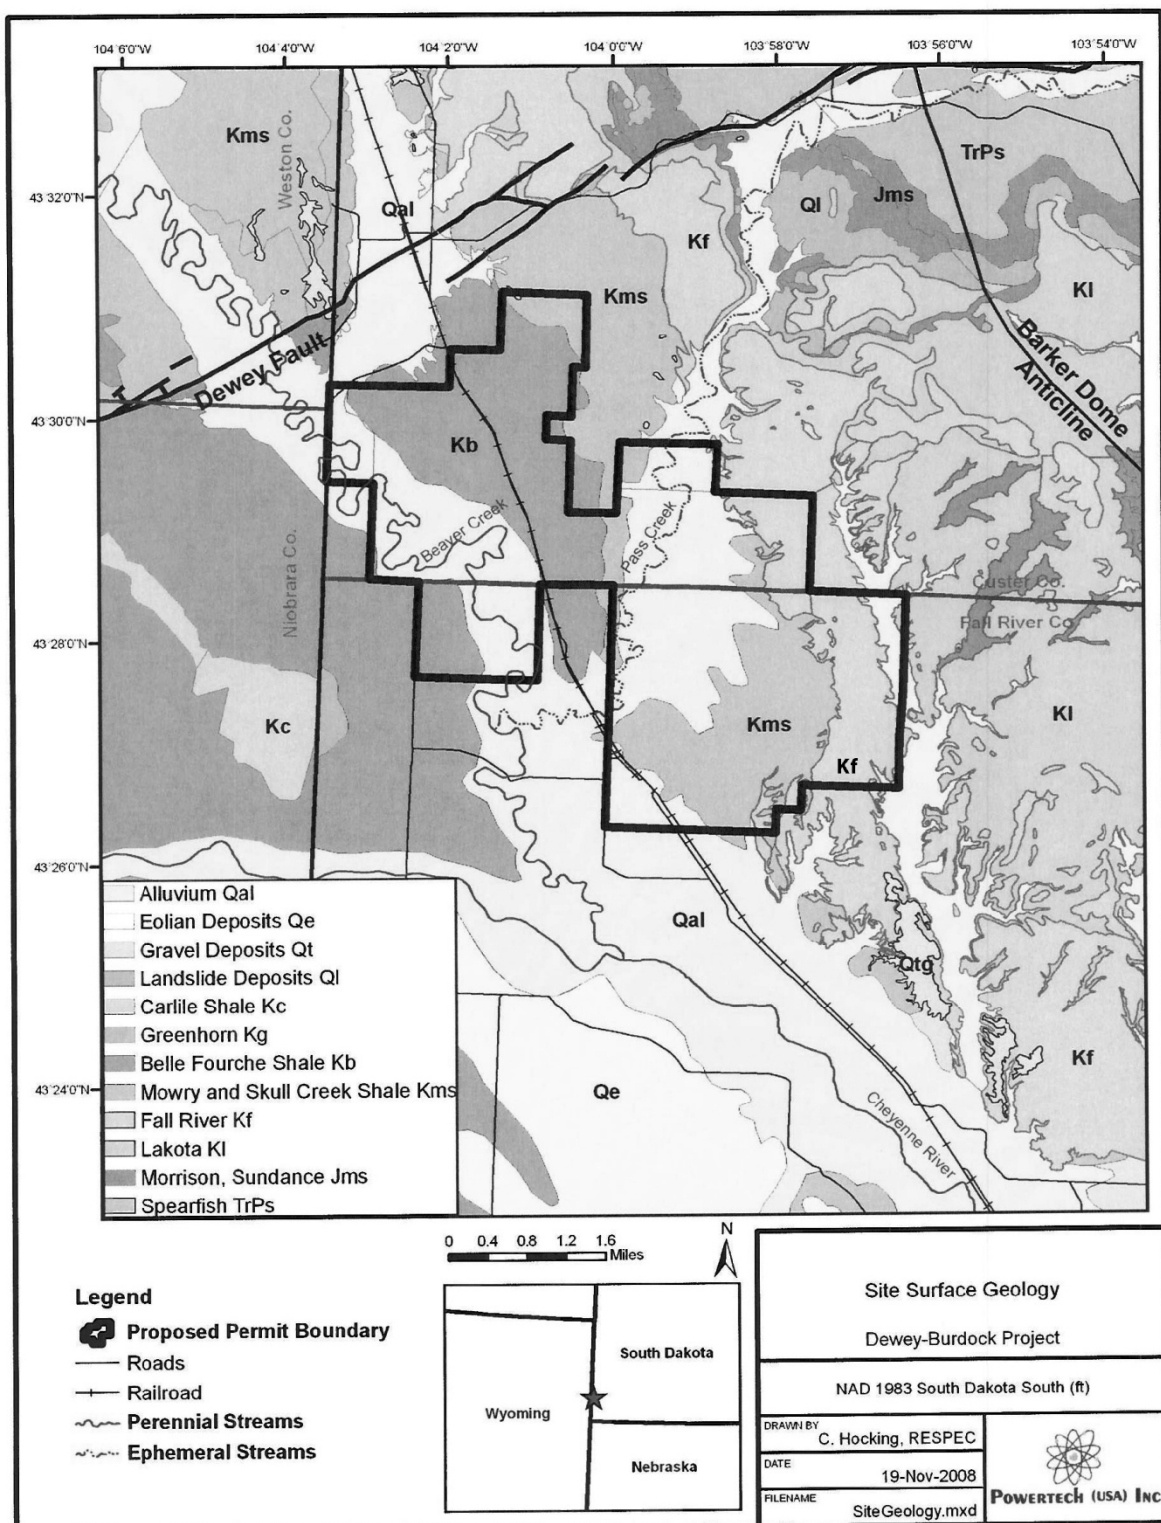 104°6'0"W 104°4'0"W 104°2'0"W 104°0'0"W 103°58'0"W 103°56'0"W 103°54'0"W
43°32'0"N
43°30'0"N
43°28'0"N
43°26'0"N
43°24'0"N
Kms
Weston Co.
Qal
TrPs
Ql
Jms
Kf
Kms
Kl
Dewey Fault
Barker Dome
Anticline
Kb
Beaver Creek
Pass Creek
Niobrara Co.
Custer Co.
Fall River Co.
Kc
Kms
Kl
Kf
Qal
Qtg
Kf
Qe
Cheyenne River
Alluvium Qal
Eolian Deposits Qe
Gravel Deposits Qt
Landslide Deposits Ql
Carlile Shale Kc
Greenhorn Kg
Belle Fourche Shale Kb
Mowry and Skull Creek Shale Kms
Fall River Kf
Lakota Kl
Morrison, Sundance Jms
Spearfish TrPs
0 0.4 0.8 1.2 1.6
Miles
N
Legend
Proposed Permit Boundary
Roads
Railroad
Perennial Streams
Ephemeral Streams
South Dakota
Wyoming
Nebraska
Site Surface Geology
Dewey-Burdock Project
NAD 1983 South Dakota South (ft)
DRAWN BY
C. Hocking, RESPEC
DATE
19-Nov-2008
FILENAME
SiteGeology.mxd
POWERTECH (USA) INC